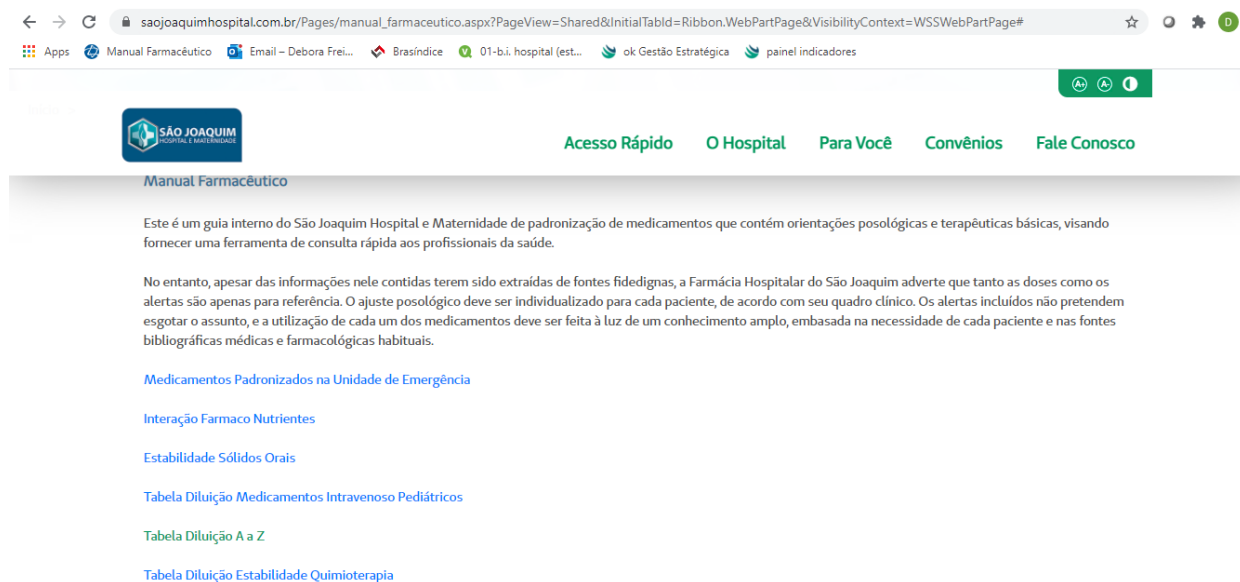 saojoaquimhospital.com.br/Pages/manual_farmaceutico.aspx?PageView=Shared&InitialTabId=Ribbon.WebPartPage&VisibilityContext=WSSWebPartPage#
D
Apps Manual Farmacêutico Email – Debora Frei... Brasíndice 01-b.i. hospital (est... ok Gestão Estratégica painel indicadores
A+ A-
SÃO JOAQUIM
HOSPITAL E MATERNIDADE
Acesso Rápido O Hospital Para Você Convênios Fale Conosco
Manual Farmacêutico
Este é um guia interno do São Joaquim Hospital e Maternidade de padronização de medicamentos que contém orientações posológicas e terapêuticas básicas, visando
fornecer uma ferramenta de consulta rápida aos profissionais da saúde.
No entanto, apesar das informações nele contidas terem sido extraídas de fontes fidedignas, a Farmácia Hospitalar do São Joaquim adverte que tanto as doses como os
alertas são apenas para referência. O ajuste posológico deve ser individualizado para cada paciente, de acordo com seu quadro clínico. Os alertas incluídos não pretendem
esgotar o assunto, e a utilização de cada um dos medicamentos deve ser feita à luz de um conhecimento amplo, embasada na necessidade de cada paciente e nas fontes
bibliográficas médicas e farmacológicas habituais.
Medicamentos Padronizados na Unidade de Emergência
Interação Farmaco Nutrientes
Estabilidade Sólidos Orais
Tabela Diluição Medicamentos Intravenoso Pediátricos
Tabela Diluição A a Z
Tabela Diluição Estabilidade Quimioterapia